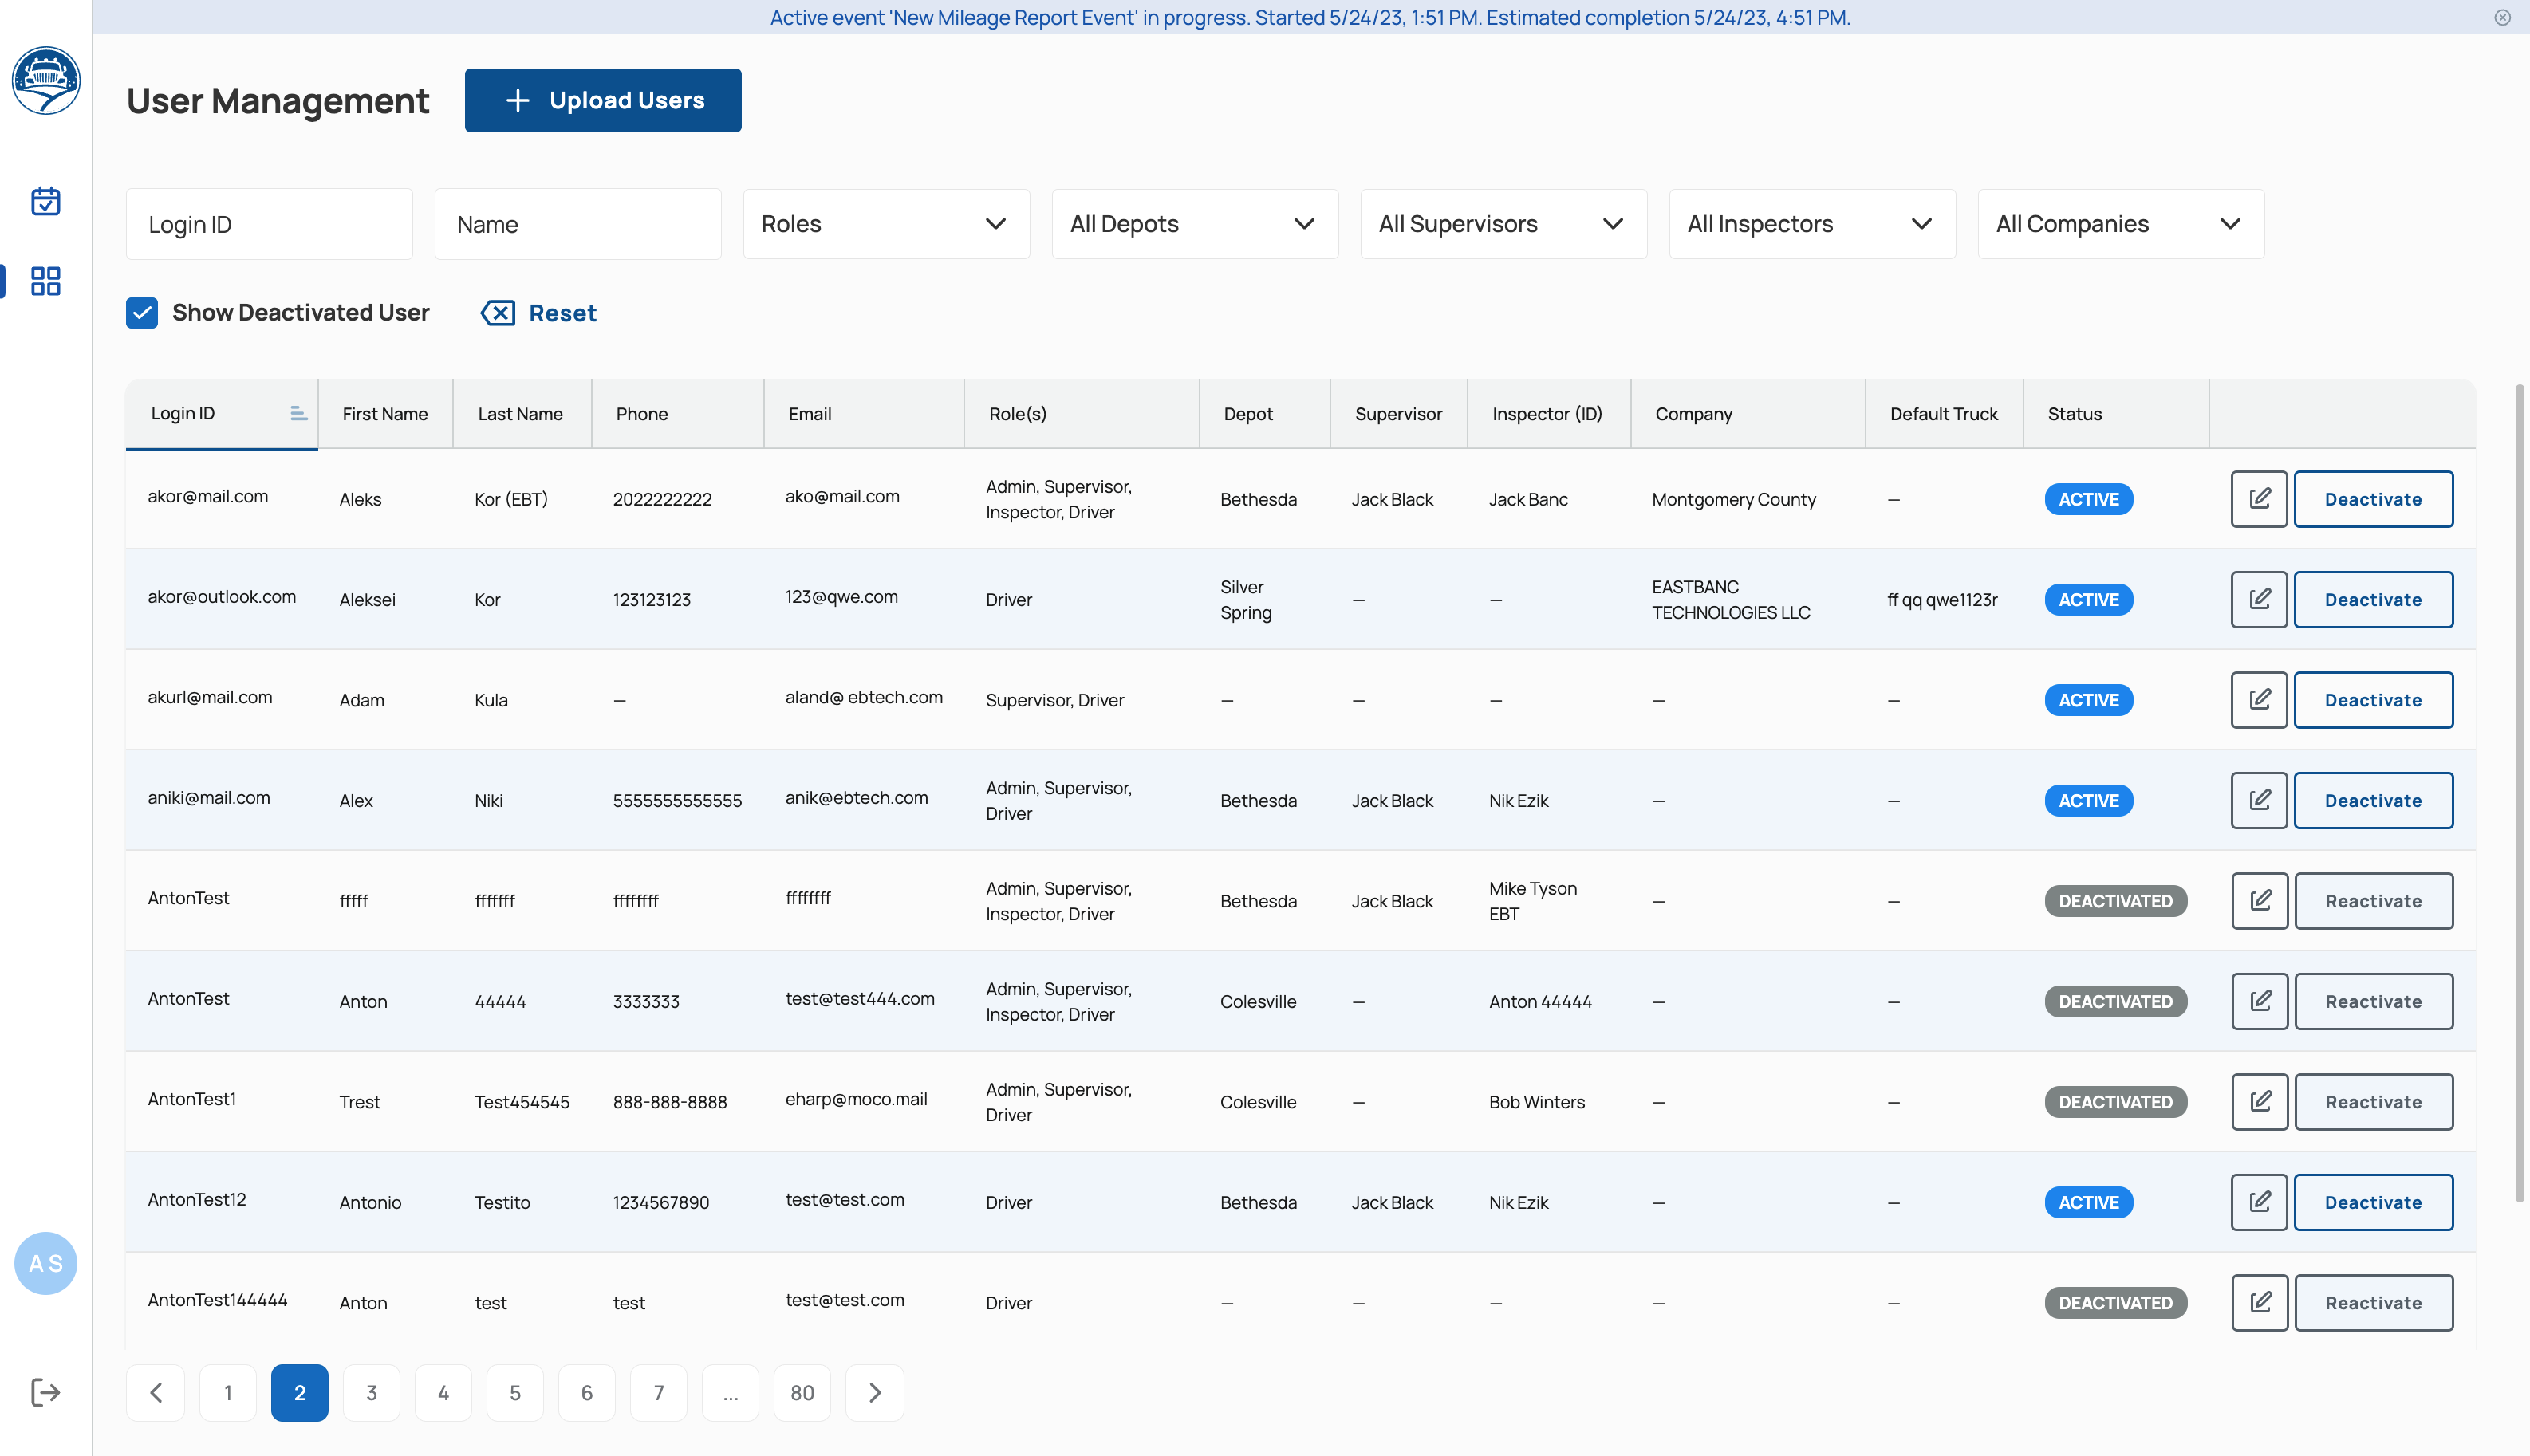 Active event 'New Mileage Report Event' in progress. Started 5/24/23, 1:51 PM. Estimated completion 5/24/23, 4:51 PM.
User Management
Upload Users
Login ID Name Roles All Depots All Supervisors All Inspectors All Companies
Show Deactivated User Reset
Login ID First Name Last Name Phone Email Role(s) Depot Supervisor Inspector (ID) Company Default Truck Status
akor@mail.com Aleks Kor (EBT) 2022222222 ako@mail.com Admin, Supervisor, Bethesda Jack Black Jack Banc Montgomery County — ACTIVE Deactivate
Inspector, Driver
akor@outlook.com Aleksei Kor 123123123 123@qwe.com Driver Silver — — EASTBANC ff qq qwe1123r ACTIVE Deactivate
Spring TECHNOLOGIES LLC
akurl@mail.com Adam Kula — aland@ ebtech.com Supervisor, Driver — — — — — ACTIVE Deactivate
aniki@mail.com Alex Niki 5555555555555 anik@ebtech.com Admin, Supervisor, Bethesda Jack Black Nik Ezik — — ACTIVE Deactivate
Driver
AntonTest fffff fffffff ffffffff ffffffff Admin, Supervisor, Bethesda Jack Black Mike Tyson — — DEACTIVATED Reactivate
Inspector, Driver EBT
AntonTest Anton 44444 3333333 test@test444.com Admin, Supervisor, Colesville — Anton 44444 — — DEACTIVATED Reactivate
Inspector, Driver
AntonTest1 Trest Test454545 888-888-8888 eharp@moco.mail Admin, Supervisor, Colesville — Bob Winters — — DEACTIVATED Reactivate
Driver
AntonTest12 Antonio Testito 1234567890 test@test.com Driver Bethesda Jack Black Nik Ezik — — ACTIVE Deactivate
AntonTest144444 Anton test test test@test.com Driver — — — — — DEACTIVATED Reactivate
1 2 3 4 5 6 7 ... 80
A S